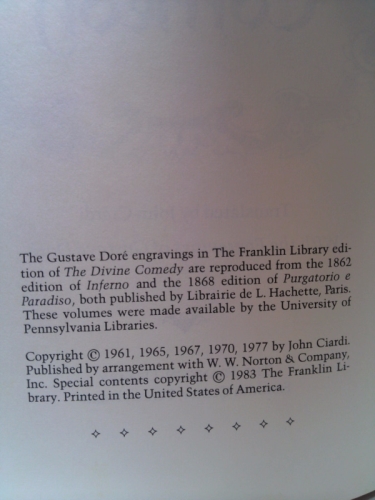 The Gustave Doré engravings in The Franklin Library edi-
tion of The Divine Comedy are reproduced from the 1862
edition of Inferno and the 1868 edition of Purgatorio e
Paradiso, both published by Librairie de L. Hachette, Paris.
These volumes were made available by the University of
Pennsylvania Libraries.
Copyright © 1961, 1965, 1967, 1970, 1977 by John Ciardi.
Published by arrangement with W. W. Norton & Company,
Inc. Special contents copyright © 1983 The Franklin Li-
brary. Printed in the United States of America.